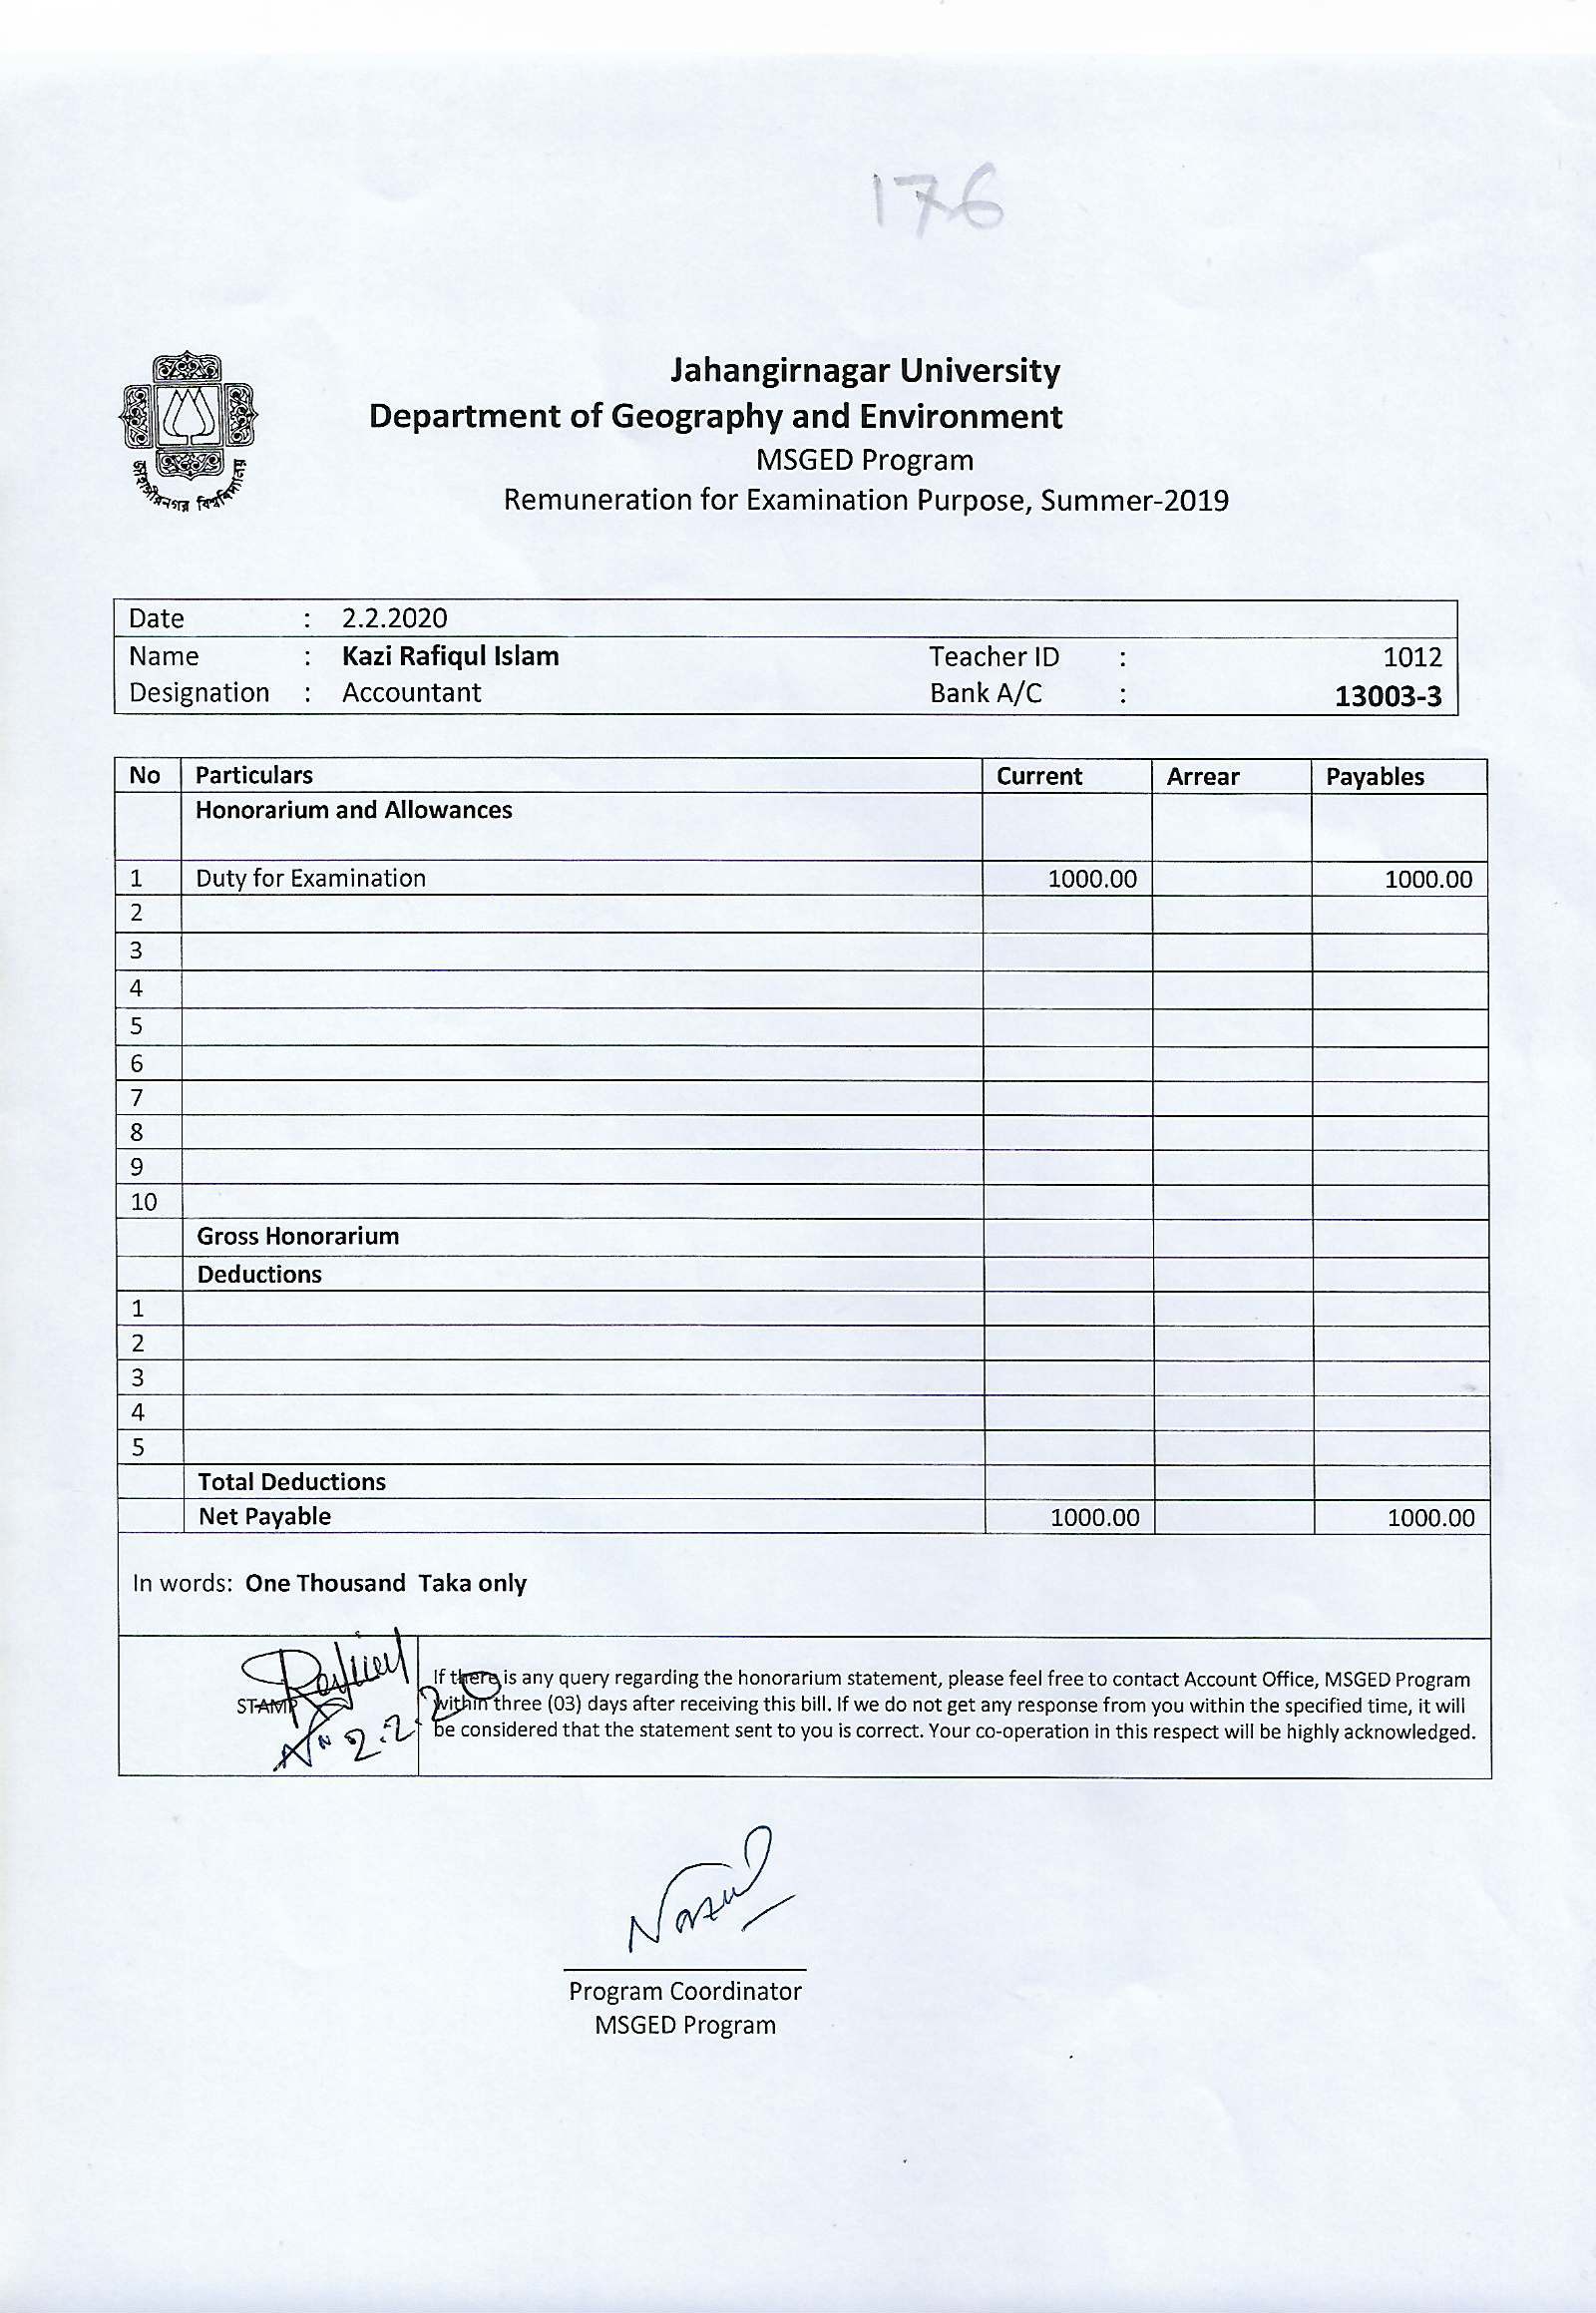 176
Jahangirnagar University
Department of Geography and Environment
MSGED Program
Remuneration for Examination Purpose, Summer-2019
জাহাঙ্গীরনগর বিশ্ববিদ্যালয়
Date : 2.2.2020
Name : Kazi Rafiqul Islam Teacher ID : 1012
Designation : Accountant Bank A/C : 13003-3
No Particulars Current Arrear Payables
Honorarium and Allowances
1 Duty for Examination 1000.00 1000.00
2
3
4
5
6
7
8
9
10
Gross Honorarium
Deductions
1
2
3
4
5
Total Deductions
Net Payable 1000.00 1000.00
In words: One Thousand Taka only
STAMP
2.2.20
If there is any query regarding the honorarium statement, please feel free to contact Account Office, MSGED Program
within three (03) days after receiving this bill. If we do not get any response from you within the specified time, it will
be considered that the statement sent to you is correct. Your co-operation in this respect will be highly acknowledged.
Program Coordinator
MSGED Program